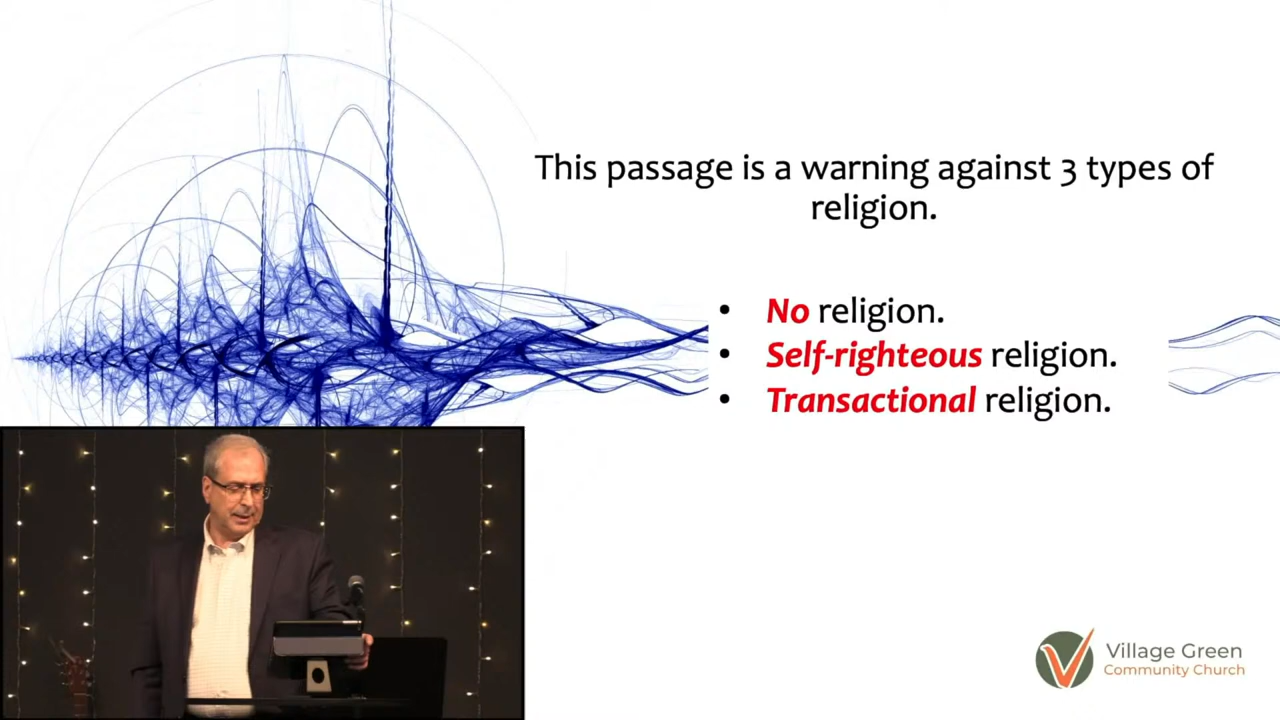 This passage is a warning against 3 types of
religion.
• No religion.
• Self-righteous religion.
• Transactional religion.
Village Green
Community Church